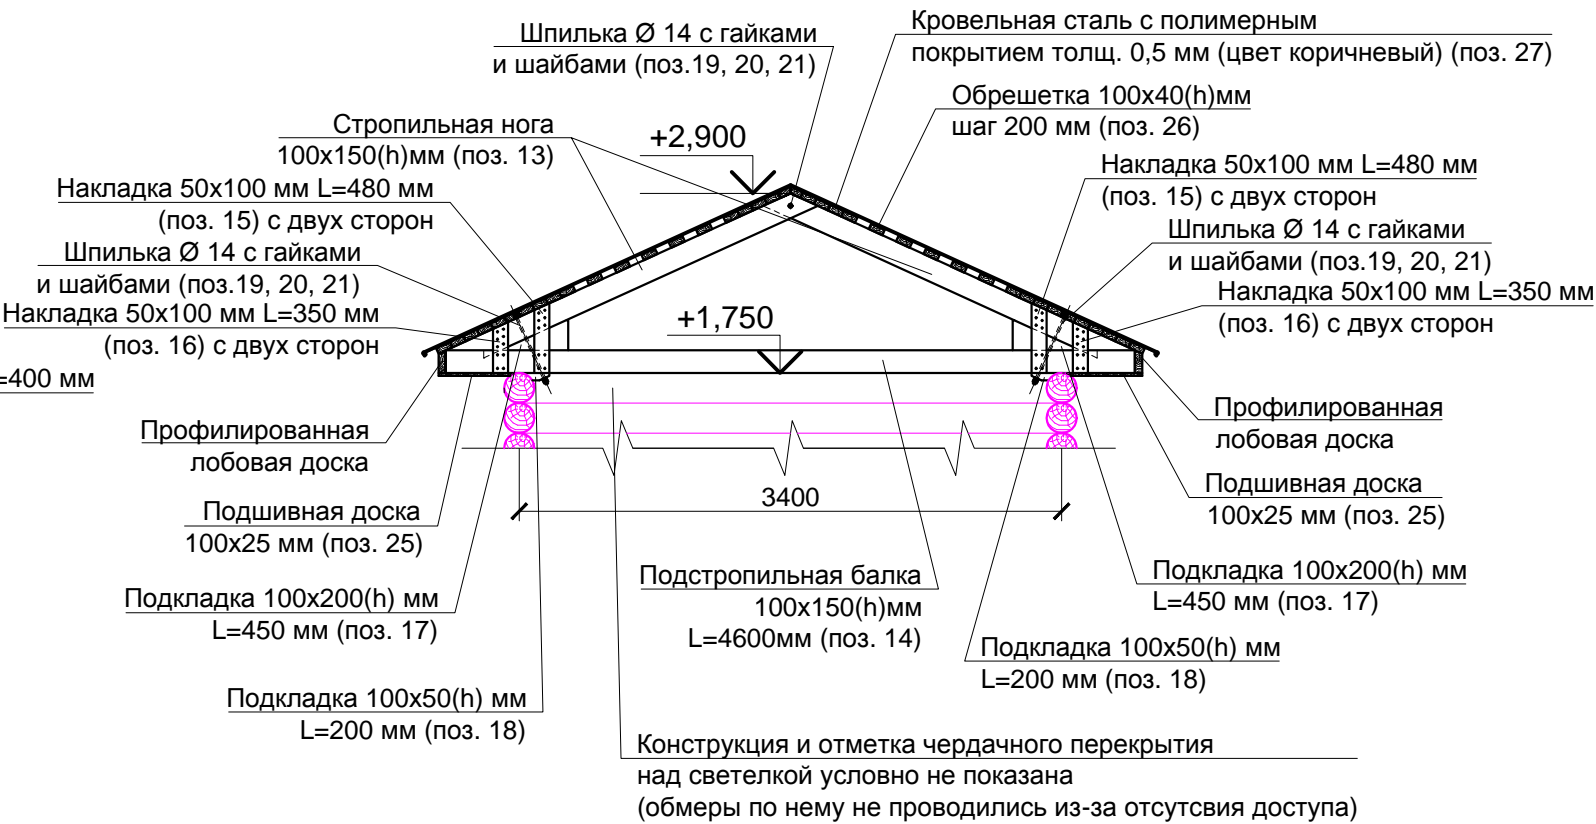 Шпилька Ø 14 с гайками
и шайбами (поз.19, 20, 21)
Кровельная сталь с полимерным
покрытием толщ. 0,5 мм (цвет коричневый) (поз. 27)
Обрешетка 100х40(h)мм
шаг 200 мм (поз. 26)
Стропильная нога
100х150(h)мм (поз. 13)
+2,900
Накладка 50х100 мм L=480 мм
(поз. 15) с двух сторон
Накладка 50х100 мм L=480 мм
(поз. 15) с двух сторон
Шпилька Ø 14 с гайками
и шайбами (поз.19, 20, 21)
Шпилька Ø 14 с гайками
и шайбами (поз.19, 20, 21)
Накладка 50х100 мм L=350 мм
(поз. 16) с двух сторон
+1,750
Накладка 50х100 мм L=350 мм
(поз. 16) с двух сторон
=400 мм
Профилированная
лобовая доска
Профилированная
лобовая доска
3400
Подшивная доска
100х25 мм (поз. 25)
Подшивная доска
100х25 мм (поз. 25)
Подкладка 100х200(h) мм
L=450 мм (поз. 17)
Подстропильная балка
100х150(h)мм
L=4600мм (поз. 14)
Подкладка 100х200(h) мм
L=450 мм (поз. 17)
Подкладка 100х50(h) мм
L=200 мм (поз. 18)
Подкладка 100х50(h) мм
L=200 мм (поз. 18)
Конструкция и отметка чердачного перекрытия
над светелкой условно не показана
(обмеры по нему не проводились из-за отсутсвия доступа)